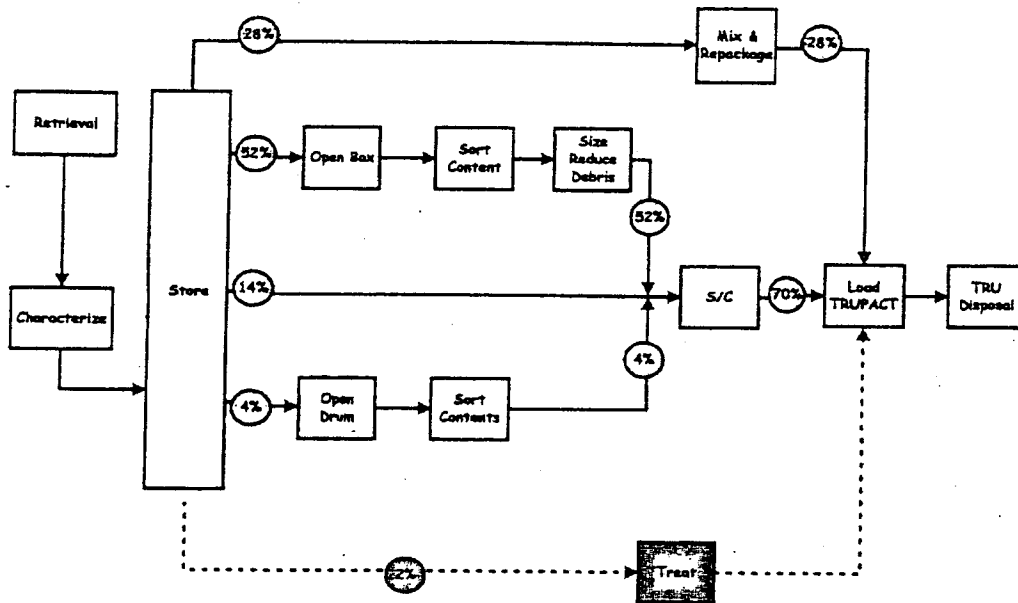 28%
Mix &
Repackage
28%
Retrieval
52%
Open Box
Sort
Content
Size
Reduce
Debris
52%
Store
14%
S/C
70%
Load
TRUPACT
TRU
Disposal
Characterize
4%
4%
Open
Drum
Sort
Contents
22%
Treat